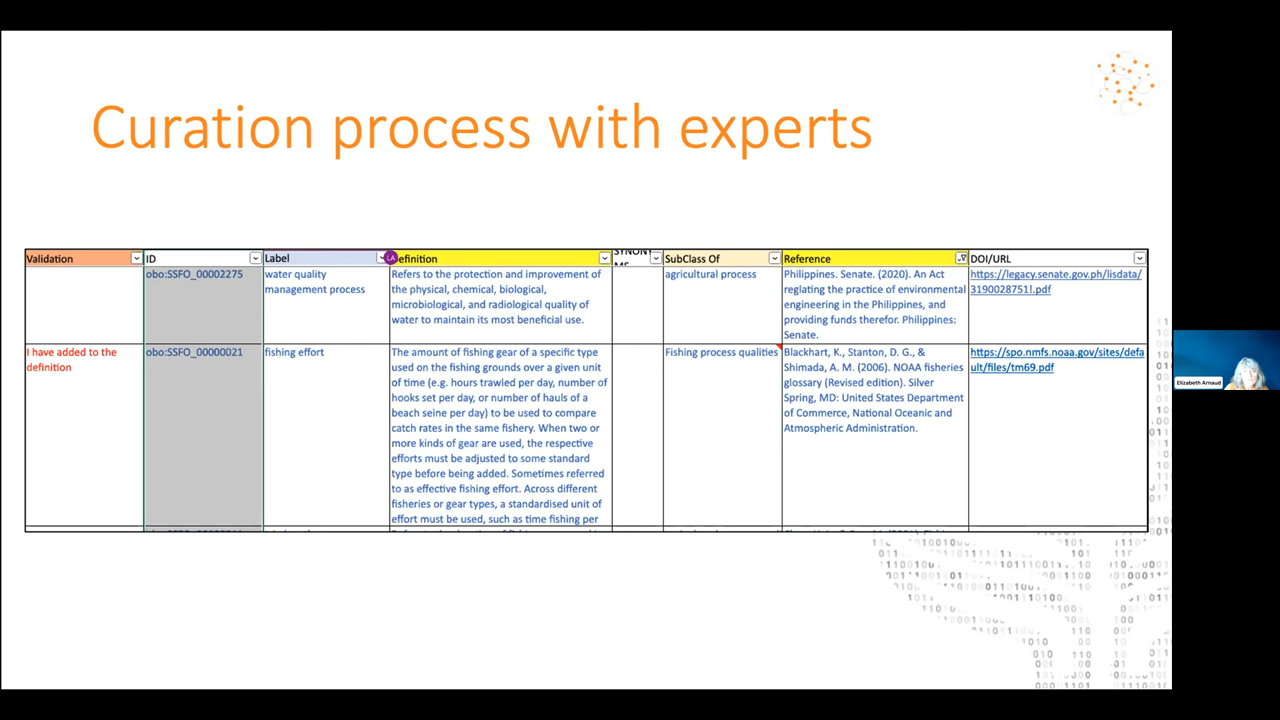 Curation process with experts
Validation
ID
Label
LA
efinition
SubClass Of
Reference
DOI/URL
obo:SSFO_00002275
water quality
management process
Refers to the protection and improvement of
the physical, chemical, biological,
microbiological, and radiological quality of
water to maintain its most beneficial use.
agricultural process
Philippines. Senate. (2020). An Act
reglating the practice of environmental
engineering in the Philippines, and
providing funds therefor. Philippines:
Senate.
https://legacy.senate.gov.ph/lisdata/
3190028751!.pdf
I have added to the
definition
obo:SSFO_00000021
fishing effort
The amount of fishing gear of a specific type
used on the fishing grounds over a given unit
of time (e.g. hours trawled per day, number of
hooks set per day, or number of hauls of a
beach seine per day) to be used to compare
catch rates in the same fishery. When two or
more kinds of gear are used, the respective
efforts must be adjusted to some standard
type before being added. Sometimes referred
to as effective fishing effort. Across different
fisheries or gear types, a standardised unit of
effort must be used, such as time fishing per
Fishing process qualities
Blackhart, K., Stanton, D. G., &
Shimada, A. M. (2006). NOAA fisheries
glossary (Revised edition). Silver
Spring, MD: United States Department
of Commerce, National Oceanic and
Atmospheric Administration.
https://spo.nmfs.noaa.gov/sites/defa
ult/files/tm69.pdf
Elizabeth Arnaud